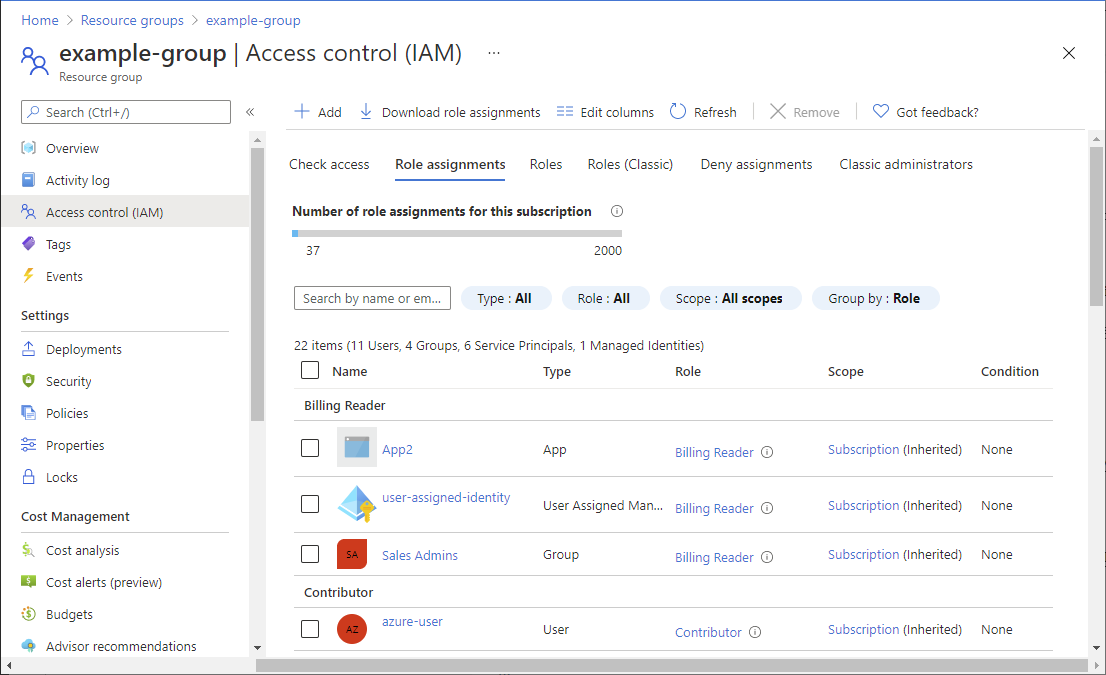 Home > Resource groups > example-group
example-group | Access control (IAM) ...
Resource group
Search (Ctrl+/)
«
Overview
Activity log
Access control (IAM)
Tags
Events
Settings
Deployments
Security
Policies
Properties
Locks
Cost Management
Cost analysis
Cost alerts (preview)
Budgets
Advisor recommendations
Add Download role assignments Edit columns Refresh Remove Got feedback?
Check access Role assignments Roles Roles (Classic) Deny assignments Classic administrators
Number of role assignments for this subscription
37 2000
Search by name or em... Type : All Role : All Scope : All scopes Group by : Role
22 items (11 Users, 4 Groups, 6 Service Principals, 1 Managed Identities)
Name Type Role Scope Condition
Billing Reader
App2 App Billing Reader Subscription (Inherited) None
user-assigned-identity User Assigned Man... Billing Reader Subscription (Inherited) None
SA Sales Admins Group Billing Reader Subscription (Inherited) None
Contributor
AZ azure-user User Contributor Subscription (Inherited) None